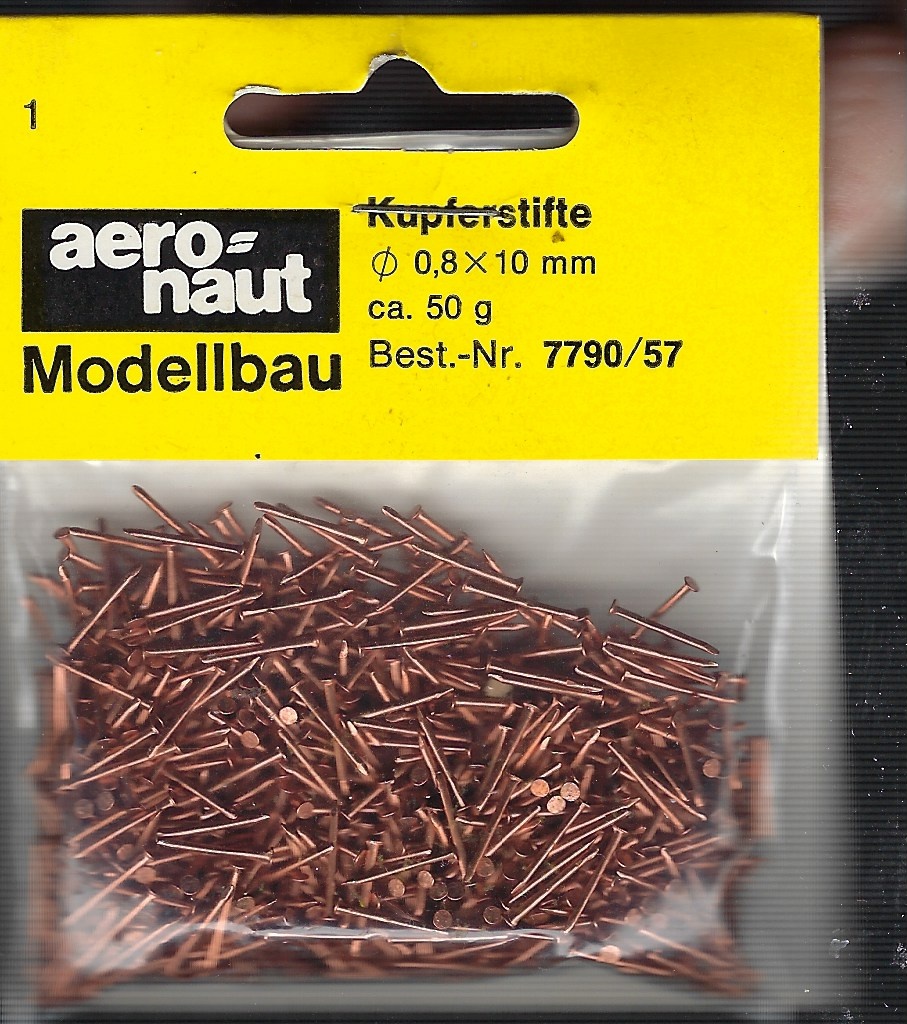 1
aero=
naut
Modellbau
Kupferstifte
Ø 0,8×10 mm
ca. 50 g
Best.-Nr. 7790/57